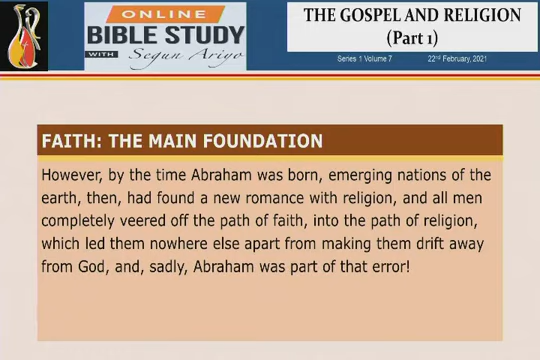 ONLINE
BIBLE STUDY
WITH Segun Ariyo
THE GOSPEL AND RELIGION
(Part 1)
Series 1 Volume 7 22nd February, 2021
FAITH: THE MAIN FOUNDATION
However, by the time Abraham was born, emerging nations of the
earth, then, had found a new romance with religion, and all men
completely veered off the path of faith, into the path of religion,
which led them nowhere else apart from making them drift away
from God, and, sadly, Abraham was part of that error!